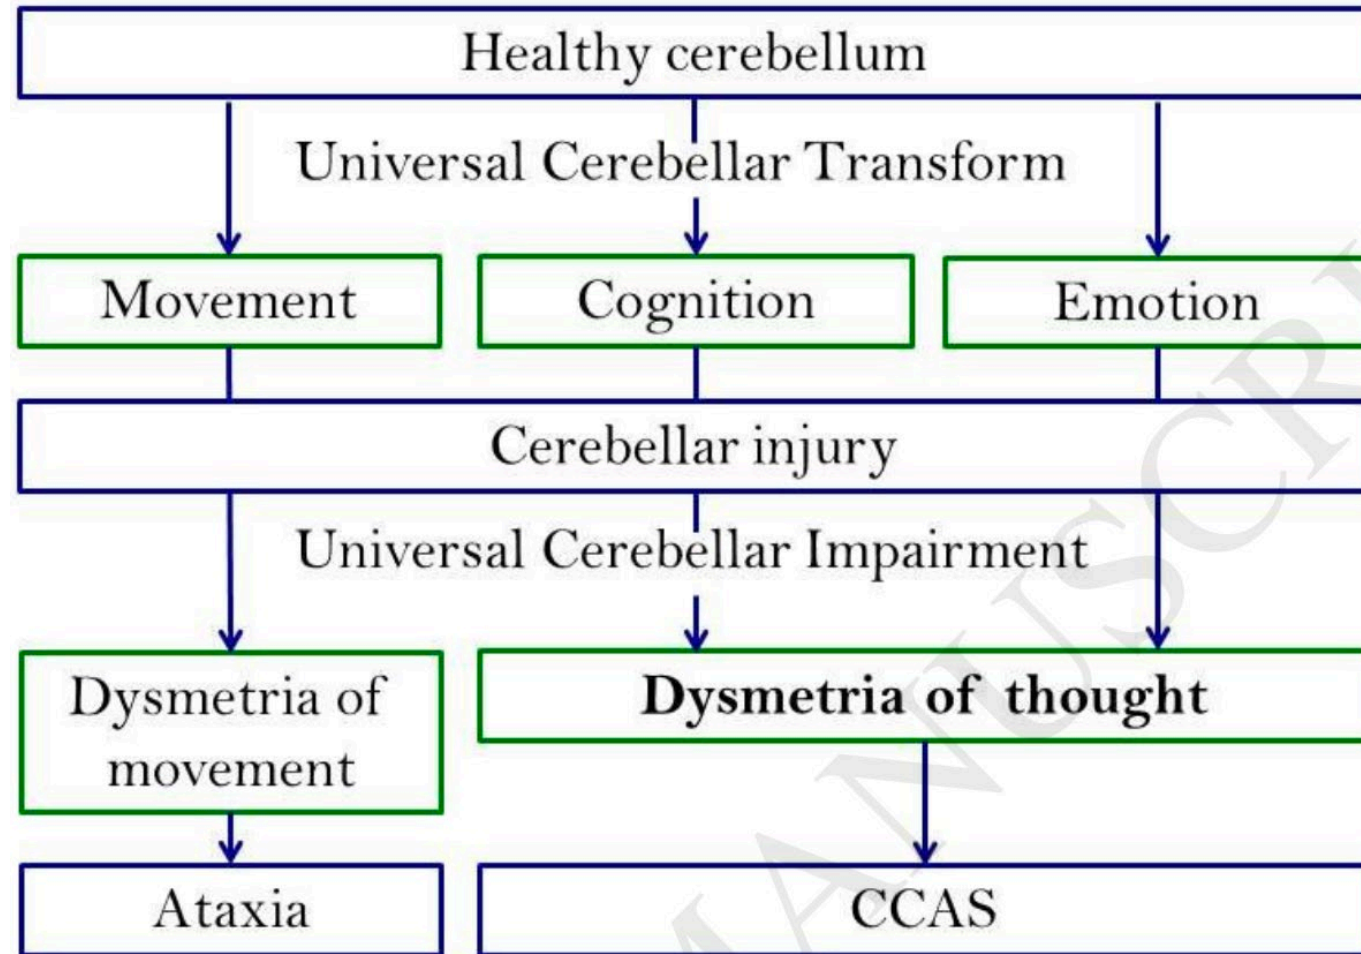 Healthy cerebellum
Universal Cerebellar Transform
Movement
Cognition
Emotion
Cerebellar injury
Universal Cerebellar Impairment
Dysmetria of
movement
Dysmetria of thought
Ataxia
CCAS
MANUSCRI